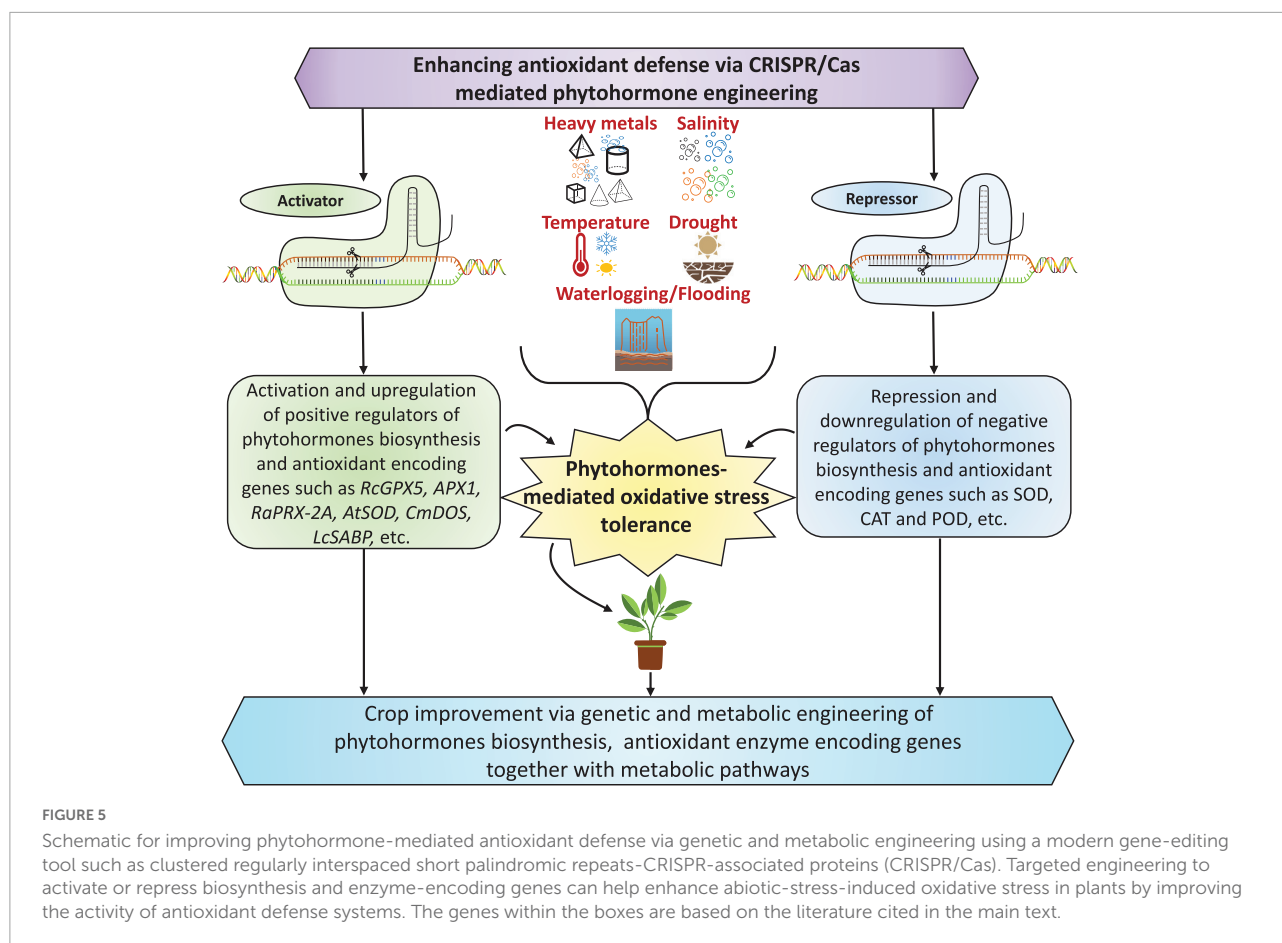 Enhancing antioxidant defense via CRISPR/Cas
mediated phytohormone engineering
Heavy metals
Salinity
Activator
Repressor
Temperature
Drought
Waterlogging/Flooding
Activation and upregulation
of positive regulators of
phytohormones biosynthesis
and antioxidant encoding
genes such as RcGPX5, APX1,
RaPRX-2A, AtSOD, CmDOS,
LcSABP, etc.
Phytohormones-
mediated oxidative stress
tolerance
Repression and
downregulation of negative
regulators of phytohormones
biosynthesis and antioxidant
encoding genes such as SOD,
CAT and POD, etc.
Crop improvement via genetic and metabolic engineering of
phytohormones biosynthesis, antioxidant enzyme encoding genes
together with metabolic pathways
FIGURE 5
Schematic for improving phytohormone-mediated antioxidant defense via genetic and metabolic engineering using a modern gene-editing
tool such as clustered regularly interspaced short palindromic repeats-CRISPR-associated proteins (CRISPR/Cas). Targeted engineering to
activate or repress biosynthesis and enzyme-encoding genes can help enhance abiotic-stress-induced oxidative stress in plants by improving
the activity of antioxidant defense systems. The genes within the boxes are based on the literature cited in the main text.